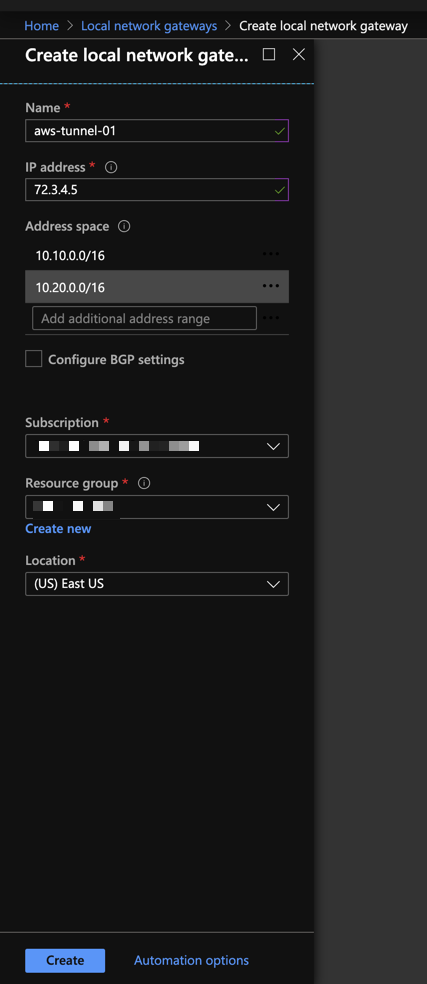 Home > Local network gateways > Create local network gateway
Create local network gate...
Name *
aws-tunnel-01
IP address *
72.3.4.5
Address space
10.10.0.0/16
10.20.0.0/16
Add additional address range
Configure BGP settings
Subscription *
Resource group *
Create new
Location *
(US) East US
Create Automation options